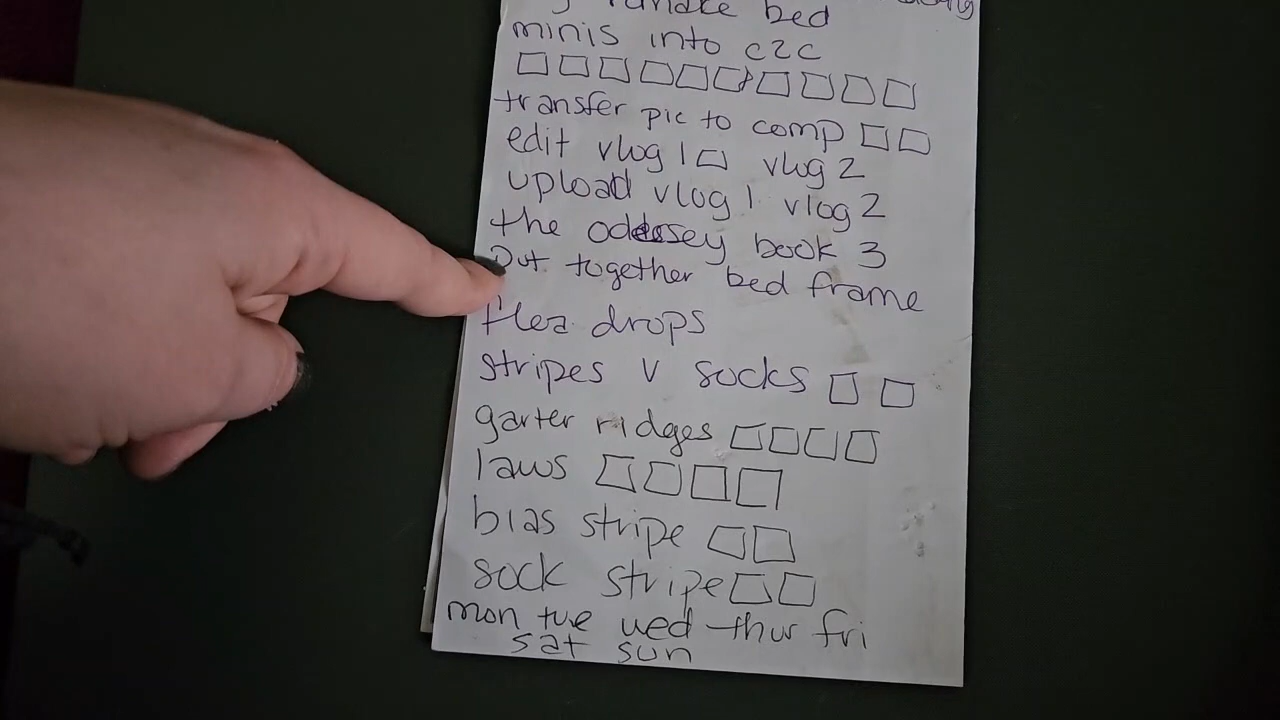 bed
minis into c2c
transfer pic to comp
edit vlog 1 vlog 2
upload vlog 1 vlog 2
the odessey book 3
put together bed frame
flea drops
stripes v socks
garter ridges
laws
bias stripe
sock stripe
mon tue wed thur fri
sat sun